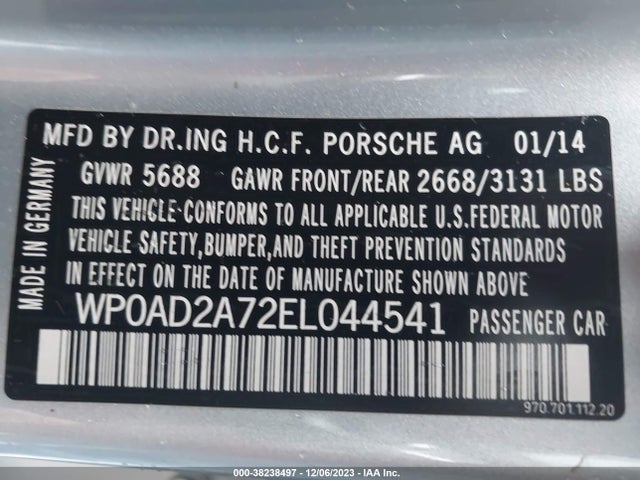 MFD BY DR.ING H.C.F. PORSCHE AG 01/14
GVWR 5688 GAWR FRONT/REAR 2668/3131 LBS
THIS VEHICLE CONFORMS TO ALL APPLICABLE U.S.FEDERAL MOTOR
VEHICLE SAFETY,BUMPER,AND THEFT PREVENTION STANDARDS
IN EFFECT ON THE DATE OF MANUFACTURE SHOWN ABOVE
WP0AD2A72EL044541 PASSENGER CAR
MADE IN GERMANY
970.701.112.20
000-38238497 - 12/06/2023 - IAA Inc.